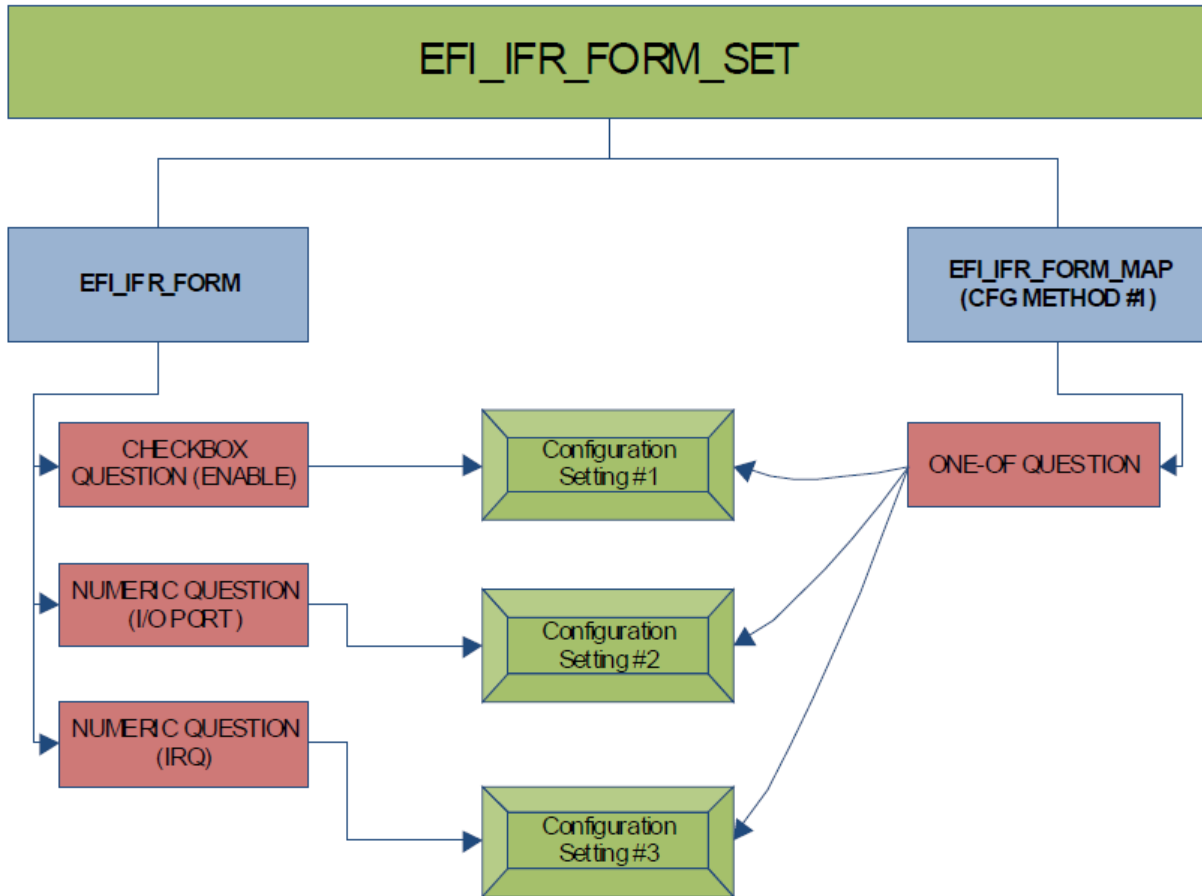 EFI_IFR_FORM_SET
EFI_IFR_FORM
EFI_IFR_FORM_MAP
(CFG METHOD #1)
CHECKBOX
QUESTION (ENABLE)
Configuration
Setting #1
ONE-OF QUESTION
NUMERIC QUESTION
(I/O PORT )
Configuration
Setting #2
NUMERIC QUESTION
(IRQ)
Configuration
Setting #3